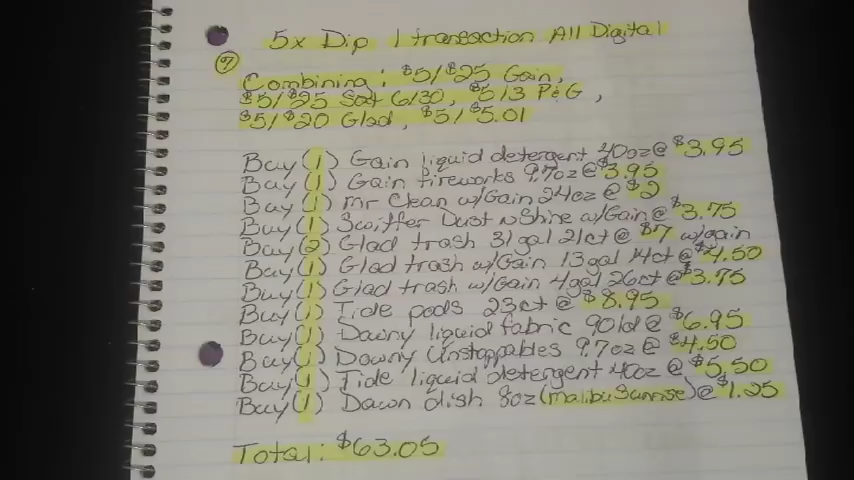 5x Dip 1 transaction All Digital
9 Combining: $5/$25 Gain,
$5/$25 Sat 6/30, $5/3 P&G,
$5/$20 Glad, $5/$5.01
Buy (1) Gain liquid detergent 40oz @ $3.95
Buy (1) Gain fireworks 9.7oz @ $3.95
Buy (1) Mr Clean w/Gain 24oz @ $2
Buy (1) Swiffer Dust n Shine w/Gain @ $3.75
Buy (2) Glad trash 31gal 21ct @ $7 w/gain
Buy (1) Glad trash w/Gain 13gal 14ct @ $4.50
Buy (1) Glad trash w/Gain 4gal 26ct @ $3.75
Buy (1) Tide pods 23ct @ $8.95
Buy (1) Downy liquid fabric 90ld @ $6.95
Buy (1) Downy Unstoppables 9.7oz @ $4.50
Buy (1) Tide liquid detergent 40oz @ $5.50
Buy (1) Dawn dish 8oz (malibu Sunrise) @ $1.25
Total: $63.05